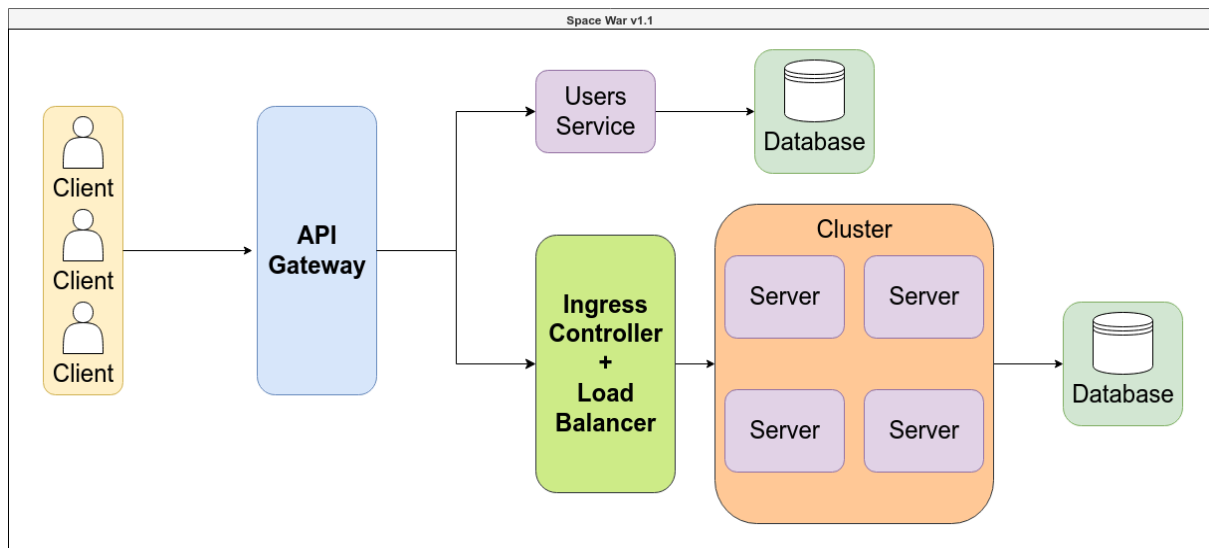 Space War v1.1
Client
Client
Client
API
Gateway
Users
Service
Database
Ingress
Controller
+
Load
Balancer
Cluster
Server
Server
Server
Server
Database